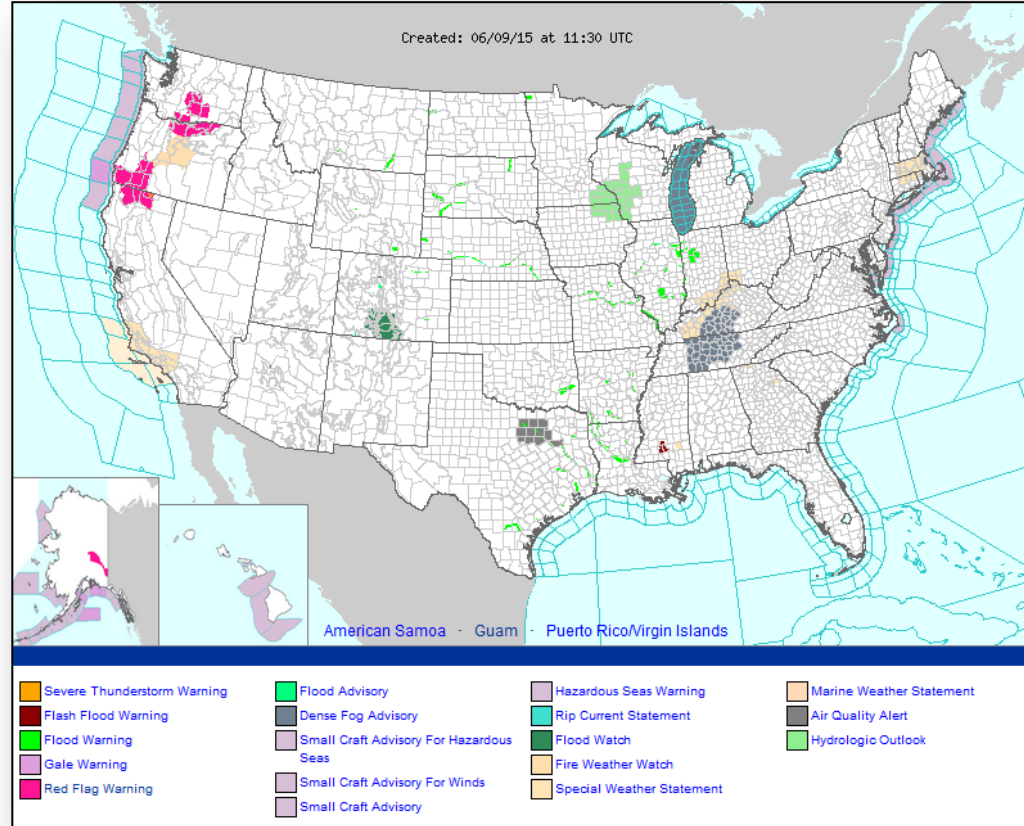 Created: 06/09/15 at 11:30 UTC
American Samoa · Guam · Puerto Rico/Virgin Islands
Severe Thunderstorm Warning
Flash Flood Warning
Flood Warning
Gale Warning
Red Flag Warning
Flood Advisory
Dense Fog Advisory
Small Craft Advisory For Hazardous
Seas
Small Craft Advisory For Winds
Small Craft Advisory
Hazardous Seas Warning
Rip Current Statement
Flood Watch
Fire Weather Watch
Special Weather Statement
Marine Weather Statement
Air Quality Alert
Hydrologic Outlook